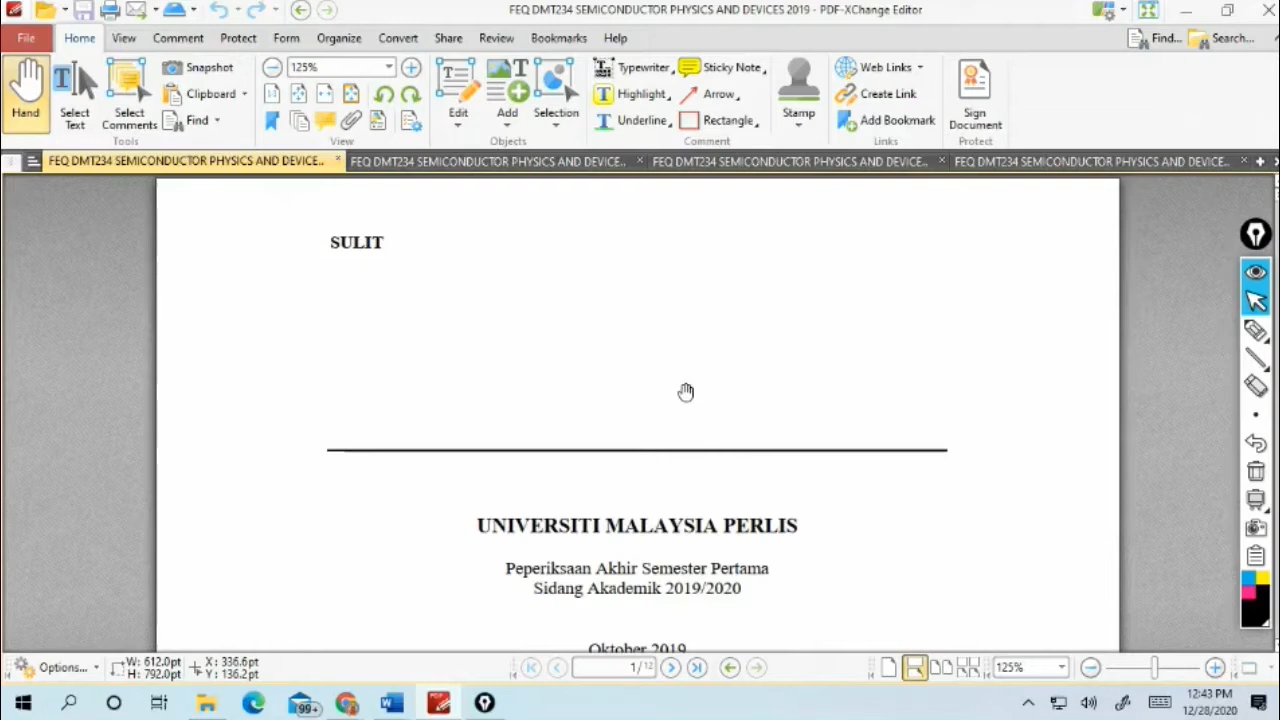 FEQ DMT234 SEMICONDUCTOR PHYSICS AND DEVICES 2019 - PDF-XChange Editor
File Home View Comment Protect Form Organize Convert Share Review Bookmarks Help Find... Search...
Hand
Select Text
Select Comments
Snapshot
Clipboard
Find
Tools
125%
View
Edit
Add
Selection
Objects
Typewriter
Highlight
Underline
Sticky Note
Arrow
Rectangle
Stamp
Comment
Web Links
Create Link
Add Bookmark
Links
Sign Document
Protect
FEQ DMT234 SEMICONDUCTOR PHYSICS AND DEVICE.. FEQ DMT234 SEMICONDUCTOR PHYSICS AND DEVICE.. FEQ DMT234 SEMICONDUCTOR PHYSICS AND DEVICE.. FEQ DMT234 SEMICONDUCTOR PHYSICS AND DEVICE..
SULIT
UNIVERSITI MALAYSIA PERLIS
Peperiksaan Akhir Semester Pertama
Sidang Akademik 2019/2020
Oktober 2019
Options... W: 612.0pt X: 336.6pt 1/12 125%
H: 792.0pt Y: 136.2pt
99+ 12:43 PM
12/28/2020